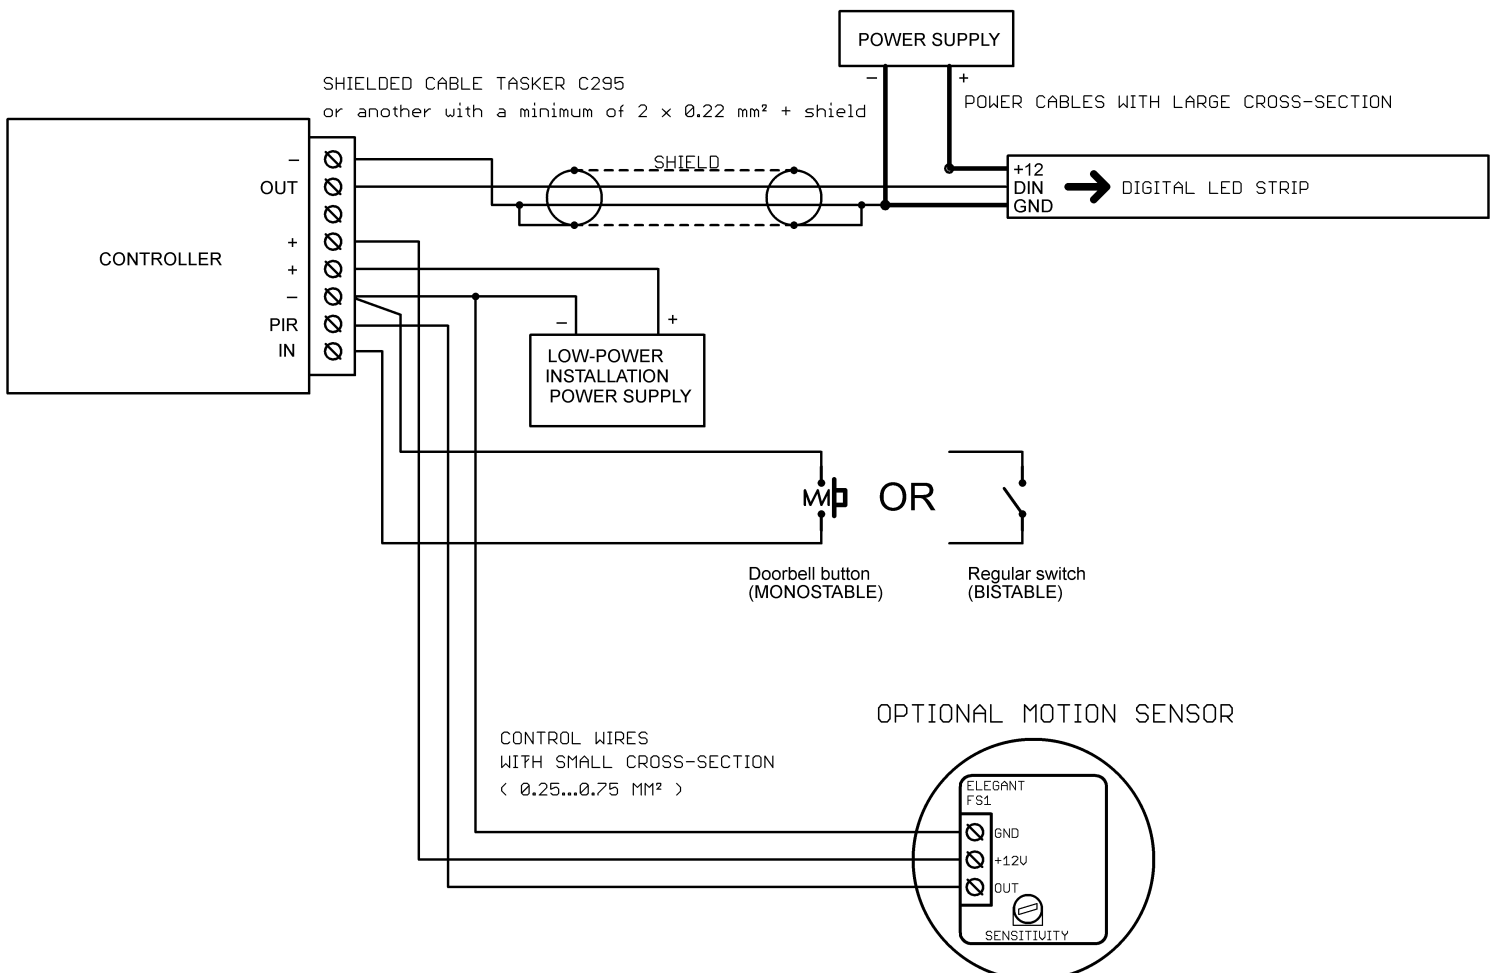 POWER SUPPLY
−
+
SHIELDED CABLE TASKER C295
or another with a minimum of 2 x 0.22 mm² + shield
POWER CABLES WITH LARGE CROSS-SECTION
SHIELD
−
OUT
+
+
−
PIR
IN
CONTROLLER
+12
DIN
GND
DIGITAL LED STRIP
−
+
LOW-POWER
INSTALLATION
POWER SUPPLY
OR
Doorbell button
(MONOSTABLE)
Regular switch
(BISTABLE)
OPTIONAL MOTION SENSOR
CONTROL WIRES
WITH SMALL CROSS-SECTION
( 0.25...0.75 MM² )
ELEGANT
FS1
GND
+12V
OUT
SENSITIVITY